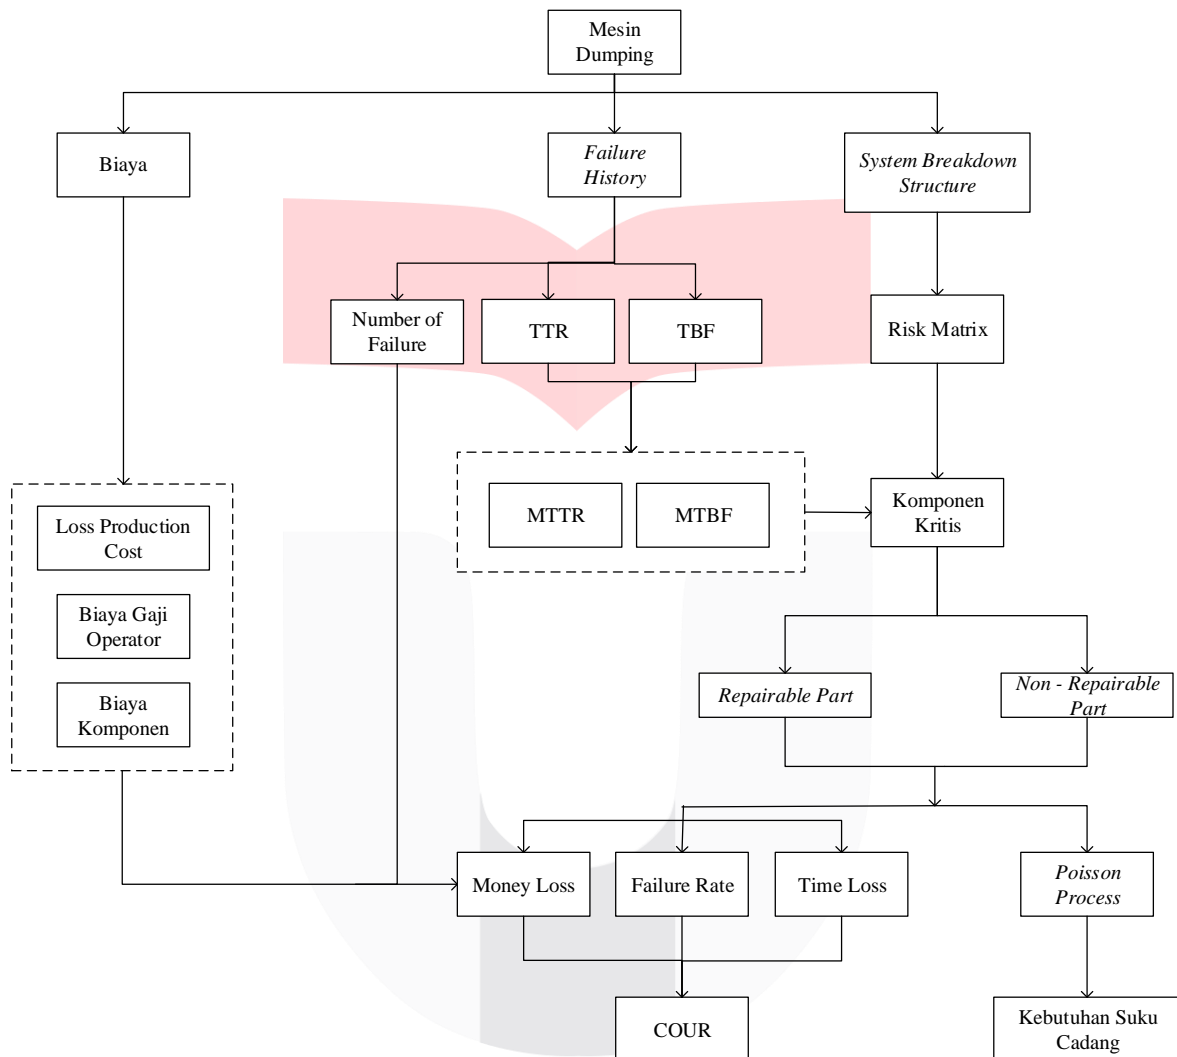 Mesin
Dumping
Biaya
Failure
History
System Breakdown
Structure
Number of
Failure
TTR
TBF
Risk Matrix
Loss Production
Cost
Biaya Gaji
Operator
Biaya
Komponen
MTTR
MTBF
Komponen
Kritis
Repairable Part
Non - Repairable
Part
Money Loss
Failure Rate
Time Loss
Poisson
Process
COUR
Kebutuhan Suku
Cadang